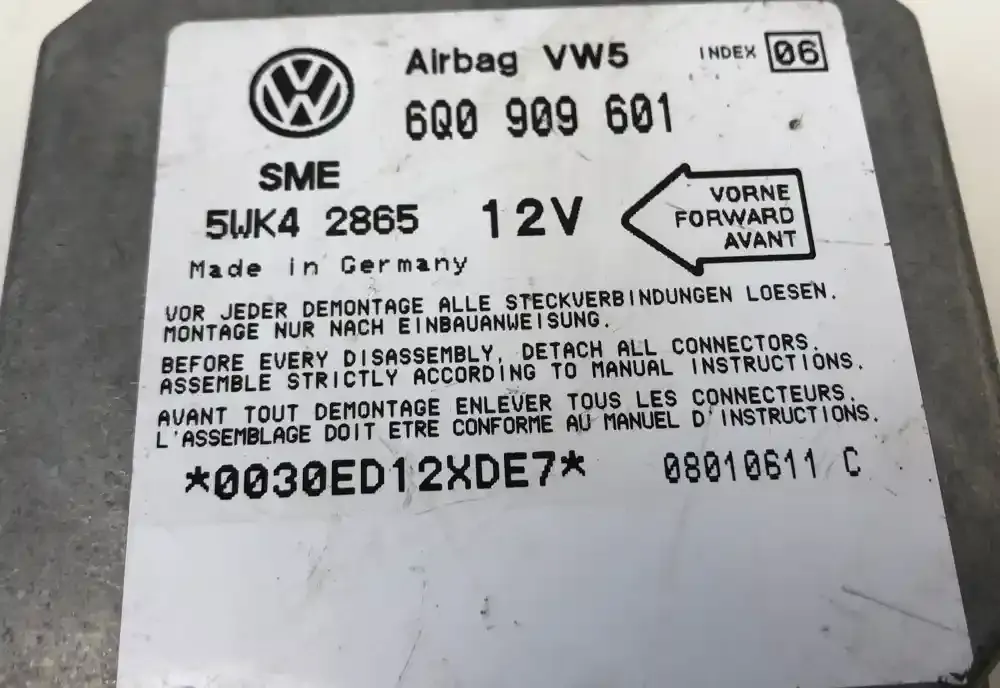 Airbag VW5 INDEX 06
6Q0 909 601
SME
5WK4 2865 12V
VORNE
FORWARD
AVANT
Made in Germany
VOR JEDER DEMONTAGE ALLE STECKVERBINDUNGEN LOESEN.
MONTAGE NUR NACH EINBAUANWEISUNG.
BEFORE EVERY DISASSEMBLY, DETACH ALL CONNECTORS.
ASSEMBLE STRICTLY ACCORDING TO MANUAL INSTRUCTIONS.
AVANT TOUT DEMONTAGE ENLEVER TOUS LES CONNECTEURS.
L'ASSEMBLAGE DOIT ETRE CONFORME AU MANUEL D'INSTRUCTIONS.
*0030ED12XDE7* 08010611 C